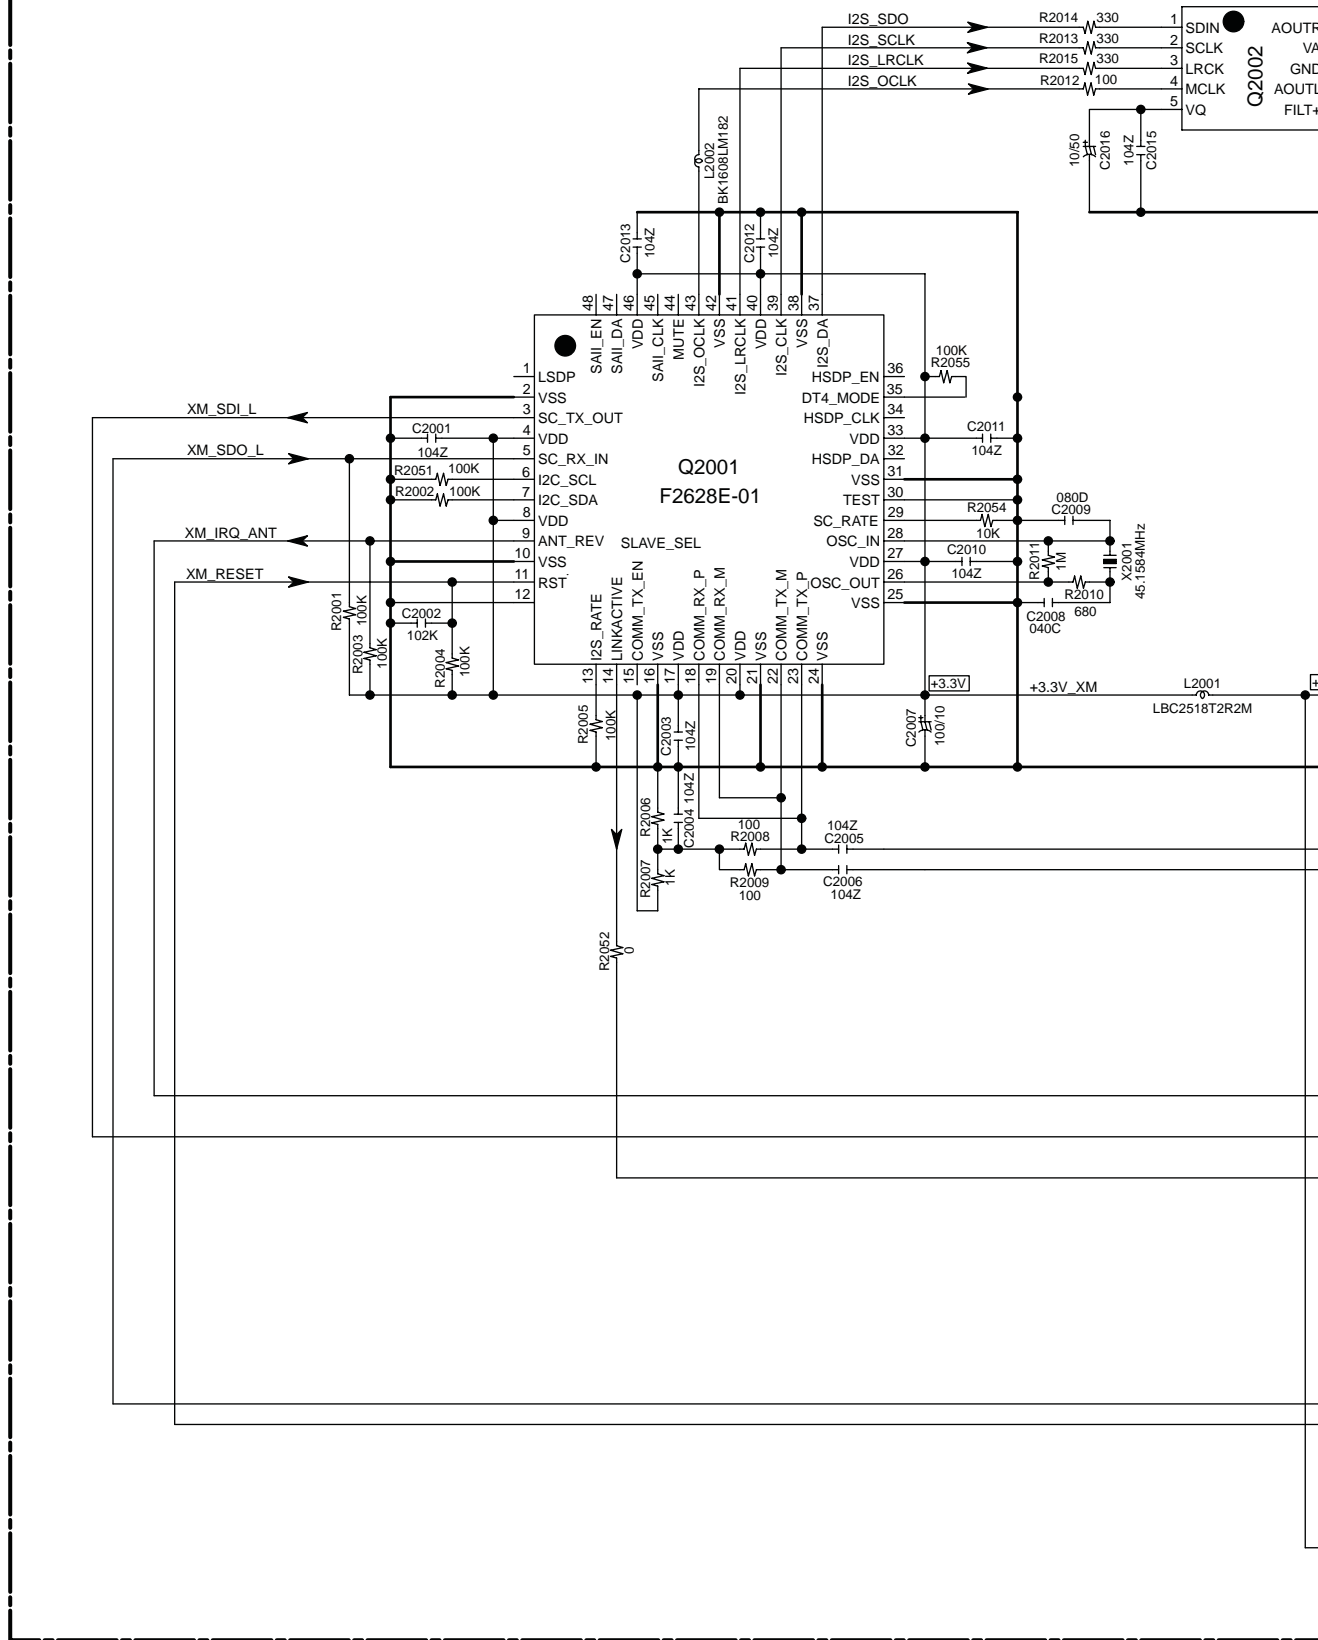 I2S_SDO
R2014 330
I2S_SCLK
R2013 330
I2S_LRCLK
R2015 330
I2S_OCLK
R2012 100
1 SDIN AOUTR
2 SCLK VA
3 LRCK GND
4 MCLK AOUTL
5 VQ FILT+
Q2002
10/50
C2016
104Z
C2015
L2002
BK1608LM182
C2013
104Z
C2012
104Z
48 SAII_EN
47 SAII_DA
46 VDD
45 SAII_CLK
44 MUTE
43 I2S_OCLK
42 VSS
41 I2S_LRCLK
40 VDD
39 I2S_CLK
38 VSS
37 I2S_DA
1 LSDP
2 VSS
3 SC_TX_OUT
4 VDD
5 SC_RX_IN
6 I2C_SCL
7 I2C_SDA
8 VDD
9 ANT_REV
10 VSS
11 RST
12
SLAVE_SEL
Q2001
F2628E-01
HSDP_EN 36
DT4_MODE 35
HSDP_CLK 34
VDD 33
HSDP_DA 32
VSS 31
TEST 30
SC_RATE 29
OSC_IN 28
VDD 27
OSC_OUT 26
VSS 25
13 I2S_RATE
14 LINKACTIVE
15 COMM_TX_EN
16 VSS
17 VDD
18 COMM_RX_P
19 COMM_RX_M
20 VDD
21 VSS
22 COMM_TX_M
23 COMM_TX_P
24 VSS
XM_SDI_L
XM_SDO_L
XM_IRQ_ANT
XM_RESET
C2001
104Z
R2051 100K
R2002 100K
C2002
102K
R2001
100K
R2003
100K
R2004
100K
100K
R2055
C2011
104Z
R2054
10K
080D
C2009
C2010
104Z
R2011
1M
X2001
45.1584MHz
R2010
680
C2008
040C
+3.3V
+3.3V_XM
L2001
LBC2518T2R2M
+
R2005
100K
C2003
104Z
C2007
100/10
R2006
1K
C2004 104Z
R2007
1K
100
R2008
R2009
100
104Z
C2005
C2006
104Z
R2052
0